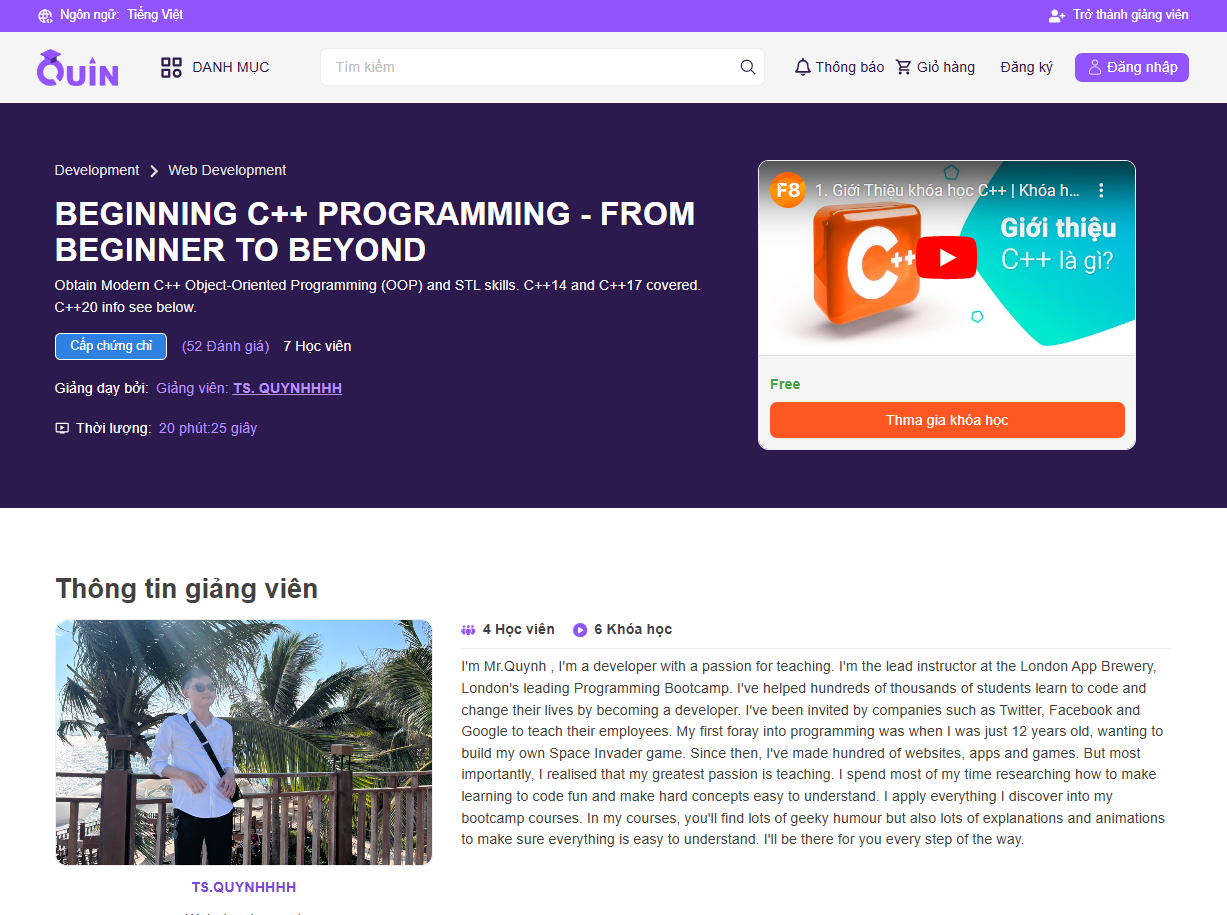 Ngôn ngữ: Tiếng Việt
Trở thành giảng viên
QUIN
DANH MỤC
Tìm kiếm
Thông báo
Giỏ hàng
Đăng ký
Đăng nhập
Development
Web Development
BEGINNING C++ PROGRAMMING - FROM
BEGINNER TO BEYOND
Obtain Modern C++ Object-Oriented Programming (OOP) and STL skills. C++14 and C++17 covered.
C++20 info see below.
Cấp chứng chỉ
(52 Đánh giá)
7 Học viên
Giảng dạy bởi: Giảng viên: TS. QUYNHHHH
Thời lượng: 20 phút:25 giây
F8
1. Giới Thiệu khóa học C++ | Khóa h...
C++
Giới thiệu
C++ là gì?
Free
Thma gia khóa học
Thông tin giảng viên
4 Học viên
6 Khóa học
I'm Mr.Quynh , I'm a developer with a passion for teaching. I'm the lead instructor at the London App Brewery,
London's leading Programming Bootcamp. I've helped hundreds of thousands of students learn to code and
change their lives by becoming a developer. I've been invited by companies such as Twitter, Facebook and
Google to teach their employees. My first foray into programming was when I was just 12 years old, wanting to
build my own Space Invader game. Since then, I've made hundred of websites, apps and games. But most
importantly, I realised that my greatest passion is teaching. I spend most of my time researching how to make
learning to code fun and make hard concepts easy to understand. I apply everything I discover into my
bootcamp courses. In my courses, you'll find lots of geeky humour but also lots of explanations and animations
to make sure everything is easy to understand. I'll be there for you every step of the way.
TS.QUYNHHHH